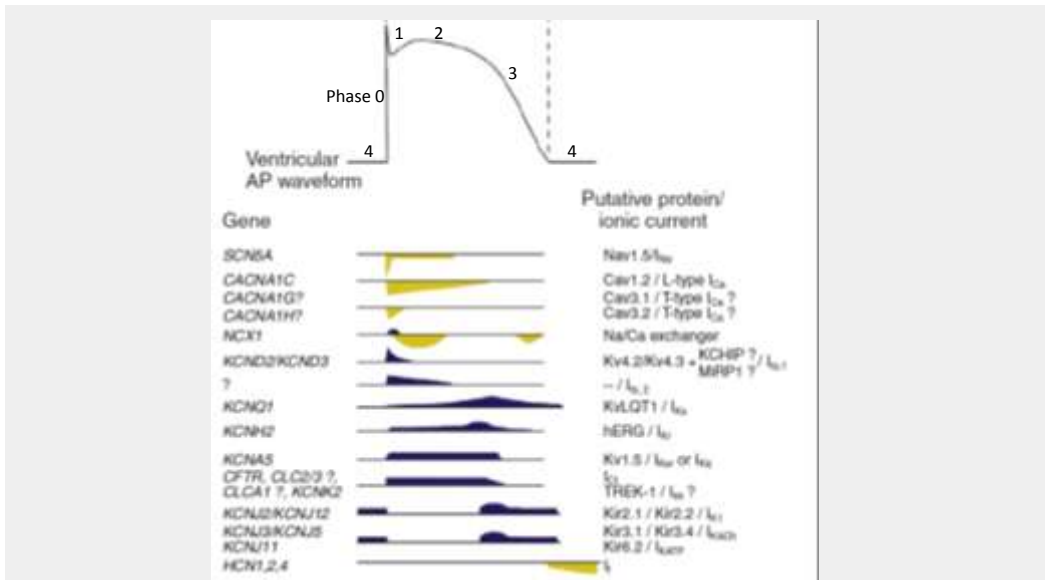 1 2
3
Phase 0
4 4
Ventricular
AP waveform
Putative protein/
ionic current
Gene
SCN5A Nav1.5/INa
CACNA1C Cav1.2 / L-type ICa
CACNA1G? Cav3.1 / T-type ICa ?
CACNA1H? Cav3.2 / T-type ICa ?
NCX1 Na/Ca exchanger
KCND2/KCND3 Kv4.2/Kv4.3 + KCHIP ? / Ito,1
MiRP1 ?
? -- / Ito,2
KCNQ1 KvLQT1 / IKs
KCNH2 hERG / IKr
KCNA5 Kv1.5 / IKur or IKp
CFTR, CLC2/3 ?, ICl
CLCA1 ?, KCNK2 TREK-1 / ?
KCNJ2/KCNJ12 Kir2.1 / Kir2.2 / IK1
KCNJ3/KCNJ5 Kir3.1 / Kir3.4 / IKACh
KCNJ11 Kir6.2 / IKATP
HCN1,2,4 If